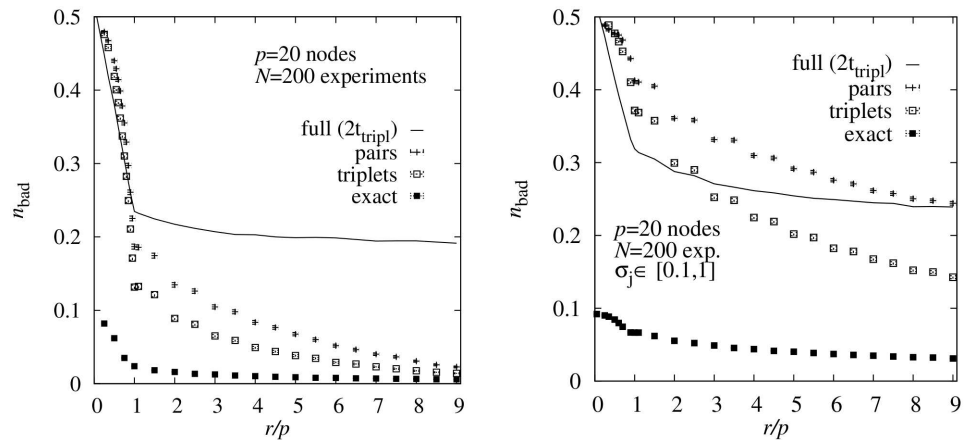 0.5
0.4
0.3
0.2
0.1
0
n_bad
p=20 nodes
N=200 experiments
full (2t_tripl)
pairs
triplets
exact
0 1 2 3 4 5 6 7 8 9
r/p
0.5
0.4
0.3
0.2
0.1
0
n_bad
full (2t_tripl)
pairs
triplets
exact
p=20 nodes
N=200 exp.
σ_j∈ [0.1,1]
0 1 2 3 4 5 6 7 8 9
r/p